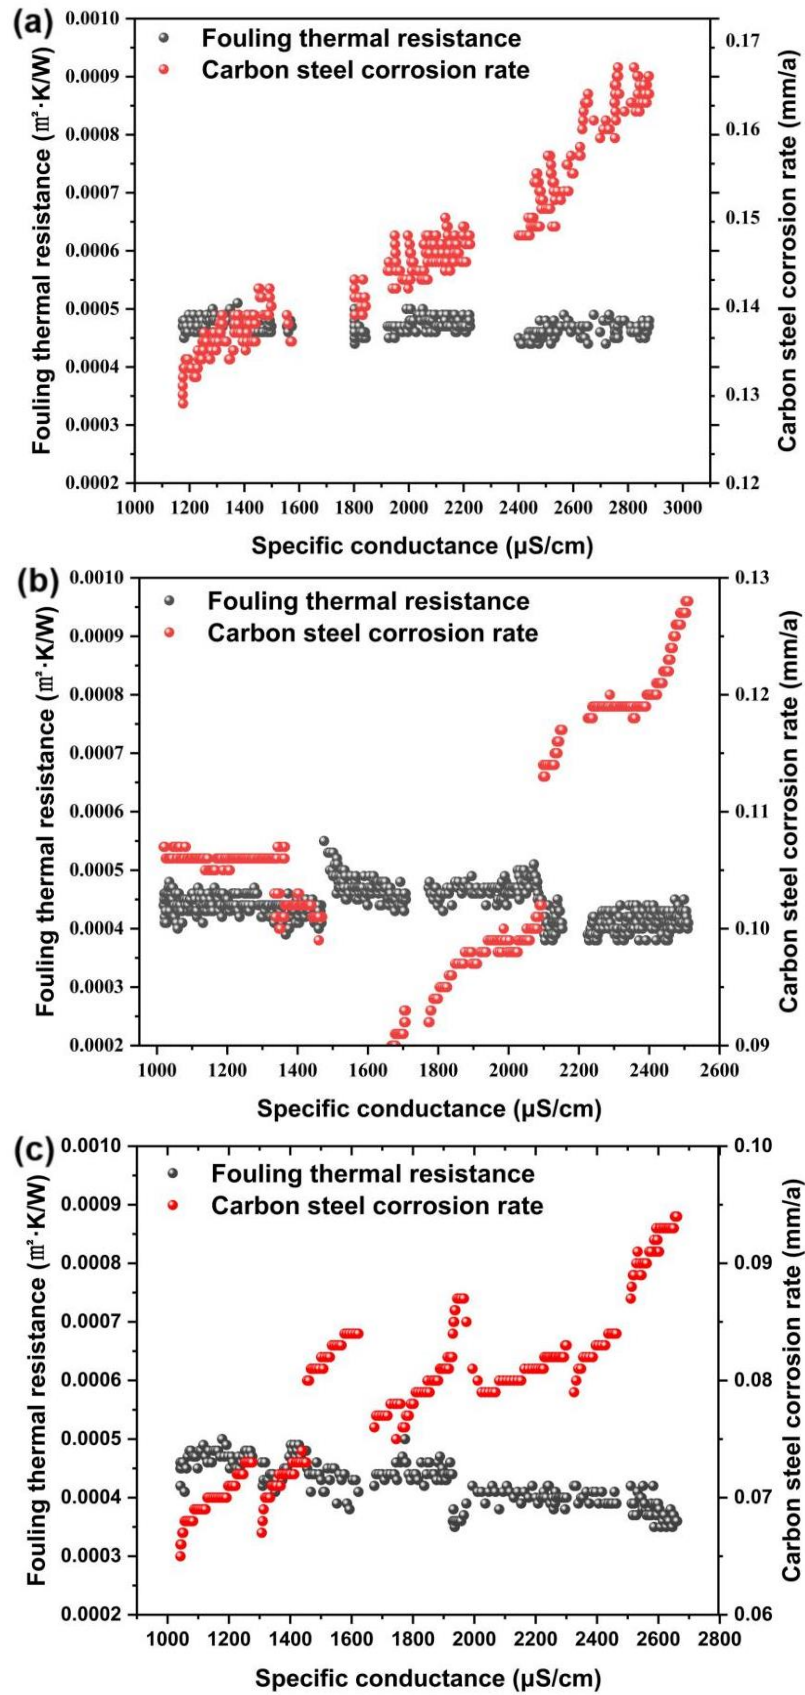 (a)
Fouling thermal resistance
Carbon steel corrosion rate
Fouling thermal resistance (㎡·K/W)
0.0010
0.0009
0.0008
0.0007
0.0006
0.0005
0.0004
0.0003
0.0002
0.17
0.16
0.15
0.14
0.13
0.12
Carbon steel corrosion rate (mm/a)
1000 1200 1400 1600 1800 2000 2200 2400 2600 2800 3000
Specific conductance (μS/cm)
(b)
Fouling thermal resistance
Carbon steel corrosion rate
Fouling thermal resistance (㎡·K/W)
0.0010
0.0009
0.0008
0.0007
0.0006
0.0005
0.0004
0.0003
0.0002
0.13
0.12
0.11
0.10
0.09
Carbon steel corrosion rate (mm/a)
1000 1200 1400 1600 1800 2000 2200 2400 2600
Specific conductance (μS/cm)
(c)
Fouling thermal resistance
Carbon steel corrosion rate
Fouling thermal resistance (㎡·K/W)
0.0010
0.0009
0.0008
0.0007
0.0006
0.0005
0.0004
0.0003
0.0002
0.10
0.09
0.08
0.07
0.06
Carbon steel corrosion rate (mm/a)
1000 1200 1400 1600 1800 2000 2200 2400 2600 2800
Specific conductance (μS/cm)